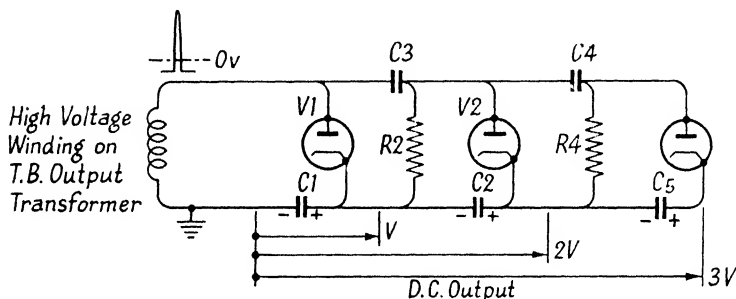 0v
C3
C4
High Voltage
Winding on
T.B. Output
Transformer
V1
R2
V2
R4
C1
C2
C5
- +
- +
- +
V
2V
3V
D.C. Output